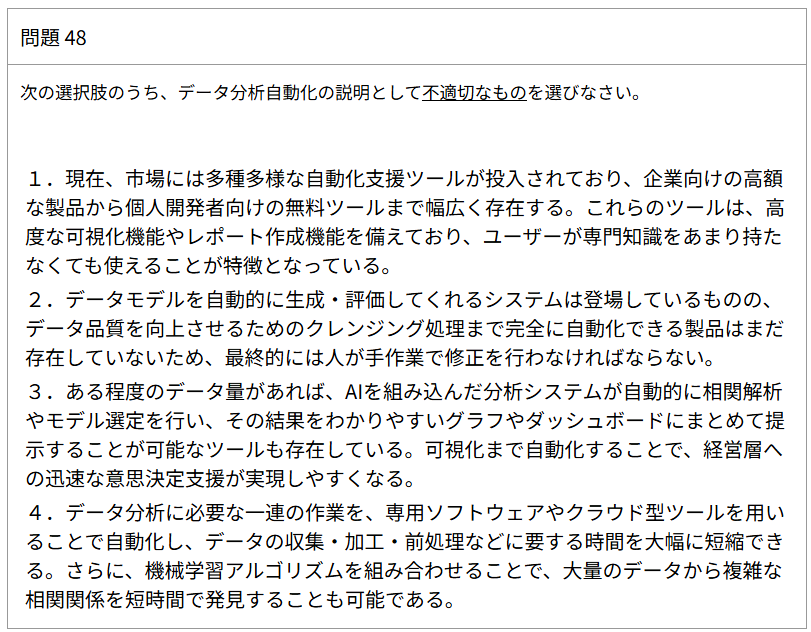 問題 48
次の選択肢のうち、データ分析自動化の説明として不適切なものを選びなさい。
１．現在、市場には多種多様な自動化支援ツールが投入されており、企業向けの高額
な製品から個人開発者向けの無料ツールまで幅広く存在する。これらのツールは、高
度な可視化機能やレポート作成機能を備えており、ユーザーが専門知識をあまり持た
なくても使えることが特徴となっている。
２．データモデルを自動的に生成・評価してくれるシステムは登場しているものの、
データ品質を向上させるためのクレンジング処理まで完全に自動化できる製品はまだ
存在していないため、最終的には人が手作業で修正を行わなければならない。
３．ある程度のデータ量があれば、AIを組み込んだ分析システムが自動的に相関解析
やモデル選定を行い、その結果をわかりやすいグラフやダッシュボードにまとめて提
示することが可能なツールも存在している。可視化まで自動化することで、経営層へ
の迅速な意思決定支援が実現しやすくなる。
４．データ分析に必要な一連の作業を、専用ソフトウェアやクラウド型ツールを用い
ることで自動化し、データの収集・加工・前処理などに要する時間を大幅に短縮でき
る。さらに、機械学習アルゴリズムを組み合わせることで、大量のデータから複雑な
相関関係を短時間で発見することも可能である。